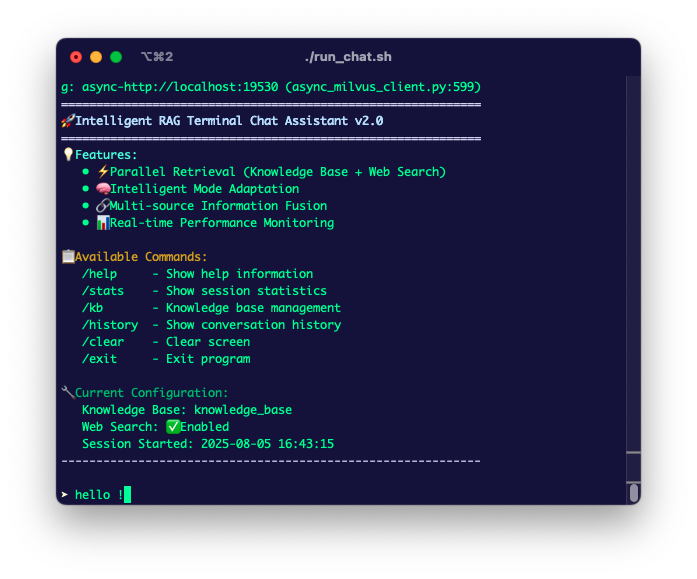 ⌥⌘2 ./run_chat.sh
g: async-http://localhost:19530 (async_milvus_client.py:599)
============================================================
🚀Intelligent RAG Terminal Chat Assistant v2.0
============================================================
💡Features:
• ⚡Parallel Retrieval (Knowledge Base + Web Search)
• 🧠Intelligent Mode Adaptation
• 🔗Multi-source Information Fusion
• 📊Real-time Performance Monitoring
📋Available Commands:
/help - Show help information
/stats - Show session statistics
/kb - Knowledge base management
/history - Show conversation history
/clear - Clear screen
/exit - Exit program
🔧Current Configuration:
Knowledge Base: knowledge_base
Web Search: ✅Enabled
Session Started: 2025-08-05 16:43:15
------------------------------------------------------------
➤ hello !